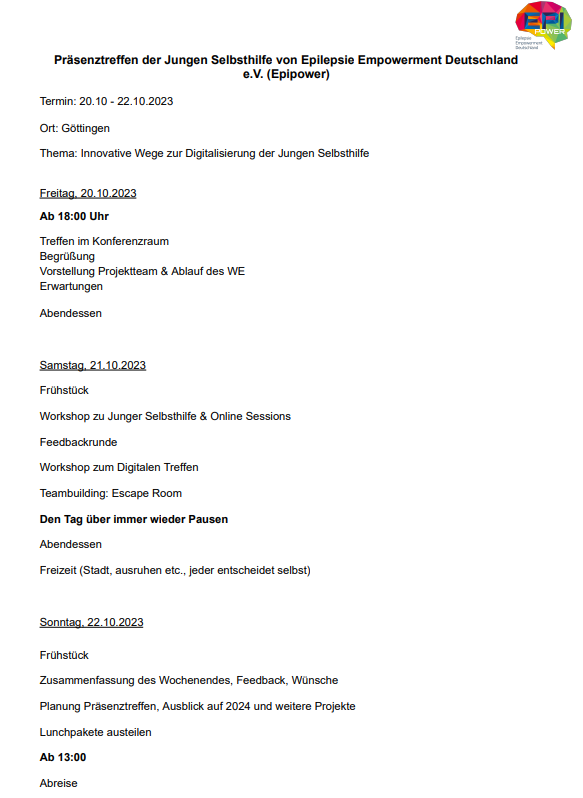 EPI
POWER
Epilepsie
Empowerment
Deutschland
Präsenztreffen der Jungen Selbsthilfe von Epilepsie Empowerment Deutschland
e.V. (Epipower)
Termin: 20.10 - 22.10.2023
Ort: Göttingen
Thema: Innovative Wege zur Digitalisierung der Jungen Selbsthilfe
Freitag, 20.10.2023
Ab 18:00 Uhr
Treffen im Konferenzraum
Begrüßung
Vorstellung Projektteam & Ablauf des WE
Erwartungen
Abendessen
Samstag, 21.10.2023
Frühstück
Workshop zu Junger Selbsthilfe & Online Sessions
Feedbackrunde
Workshop zum Digitalen Treffen
Teambuilding: Escape Room
Den Tag über immer wieder Pausen
Abendessen
Freizeit (Stadt, ausruhen etc., jeder entscheidet selbst)
Sonntag, 22.10.2023
Frühstück
Zusammenfassung des Wochenendes, Feedback, Wünsche
Planung Präsenztreffen, Ausblick auf 2024 und weitere Projekte
Lunchpakete austeilen
Ab 13:00
Abreise